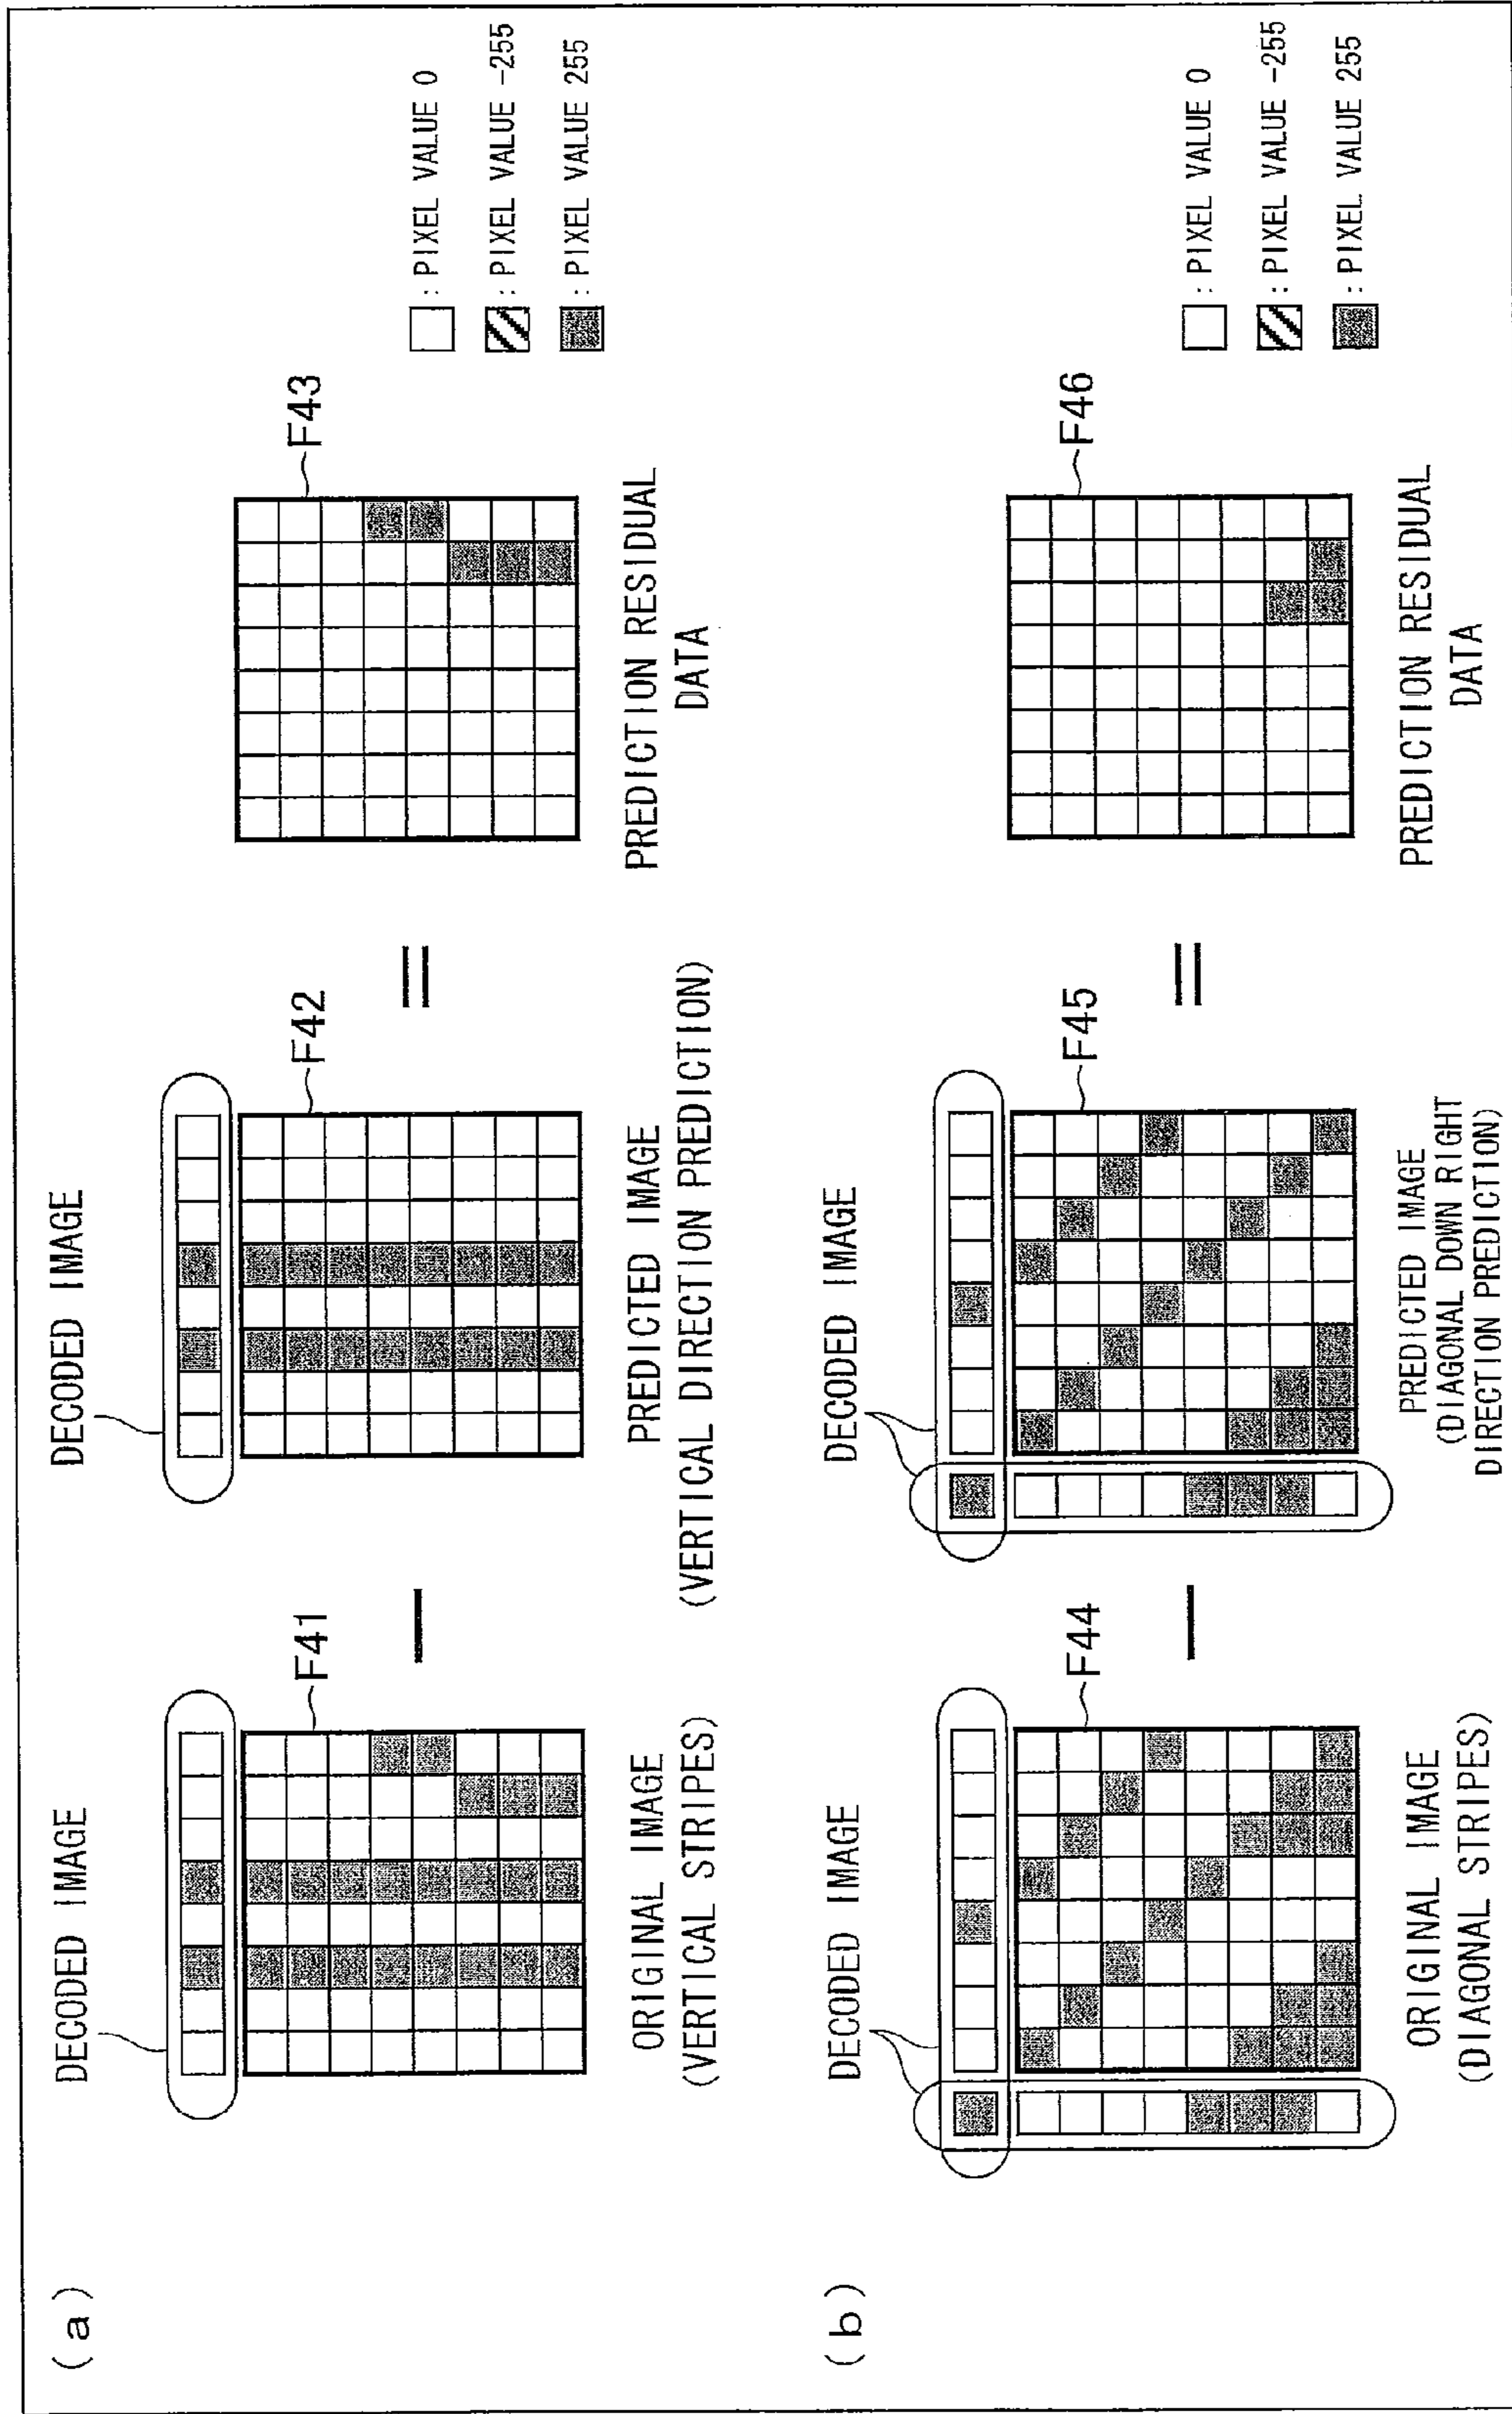 (a)
DECODED IMAGE
F41
ORIGINAL IMAGE
(VERTICAL STRIPES)
DECODED IMAGE
F42
PREDICTED IMAGE
(VERTICAL DIRECTION PREDICTION)
F43
PREDICTION RESIDUAL
DATA
: PIXEL VALUE 0
: PIXEL VALUE -255
: PIXEL VALUE 255
(b)
DECODED IMAGE
F44
ORIGINAL IMAGE
(DIAGONAL STRIPES)
DECODED IMAGE
F45
PREDICTED IMAGE
(DIAGONAL DOWN RIGHT
DIRECTION PREDICTION)
F46
PREDICTION RESIDUAL
DATA
: PIXEL VALUE 0
: PIXEL VALUE -255
: PIXEL VALUE 255